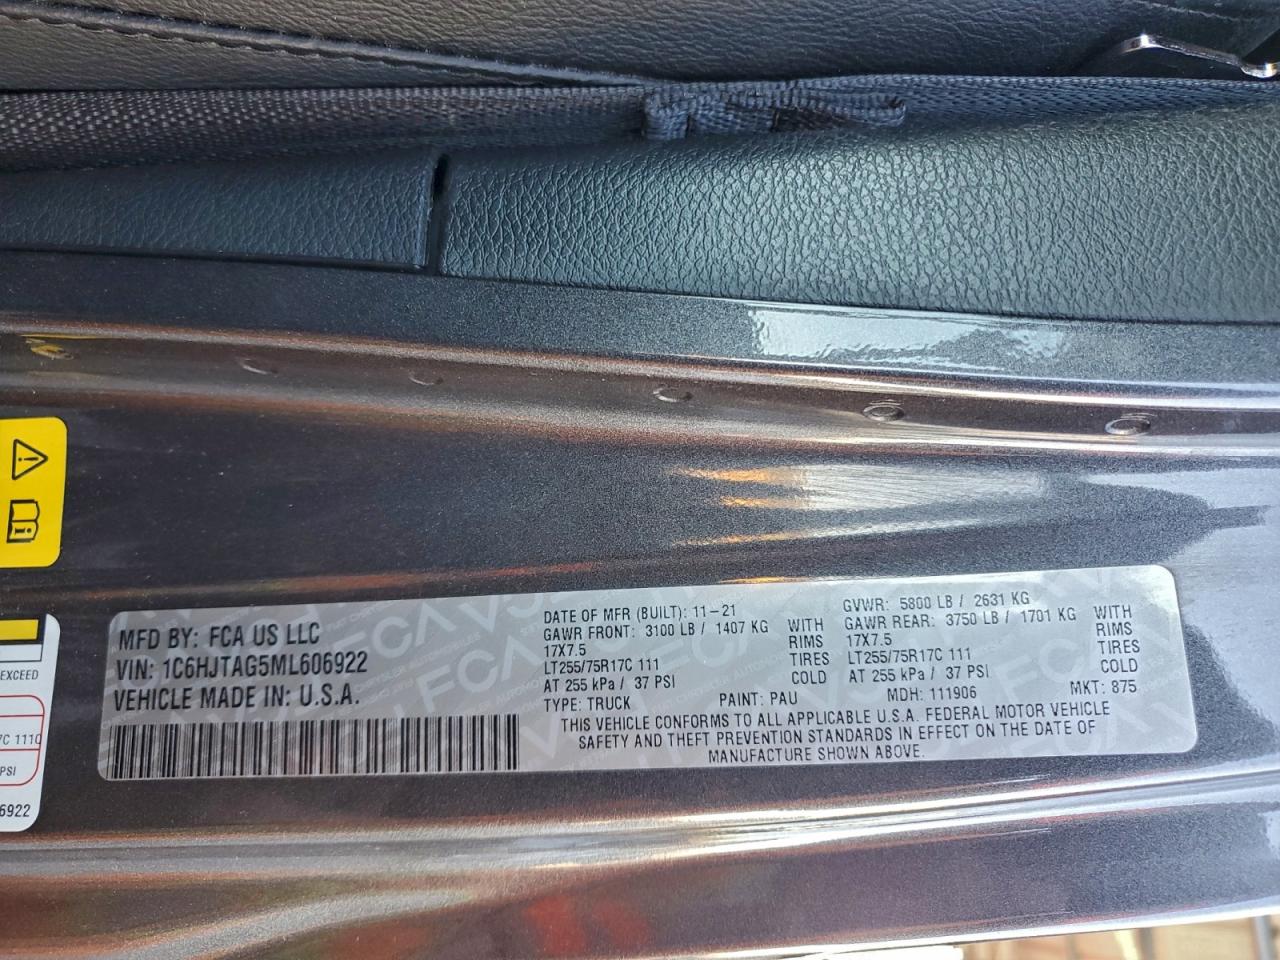 MFD BY: FCA US LLC
VIN: 1C6HJTAG5ML606922
VEHICLE MADE IN: U.S.A.
DATE OF MFR (BUILT): 11-21
GAWR FRONT: 3100 LB / 1407 KG WITH
17X7.5 RIMS
LT255/75R17C 111 TIRES
AT 255 kPa / 37 PSI COLD
GVWR: 5800 LB / 2631 KG
GAWR REAR: 3750 LB / 1701 KG WITH
17X7.5 RIMS
LT255/75R17C 111 TIRES
AT 255 kPa / 37 PSI COLD
TYPE: TRUCK PAINT: PAU MDH: 111906 MKT: 875
THIS VEHICLE CONFORMS TO ALL APPLICABLE U.S.A. FEDERAL MOTOR VEHICLE
SAFETY AND THEFT PREVENTION STANDARDS IN EFFECT ON THE DATE OF
MANUFACTURE SHOWN ABOVE.
EXCEED
7C 111C
PSI
6922